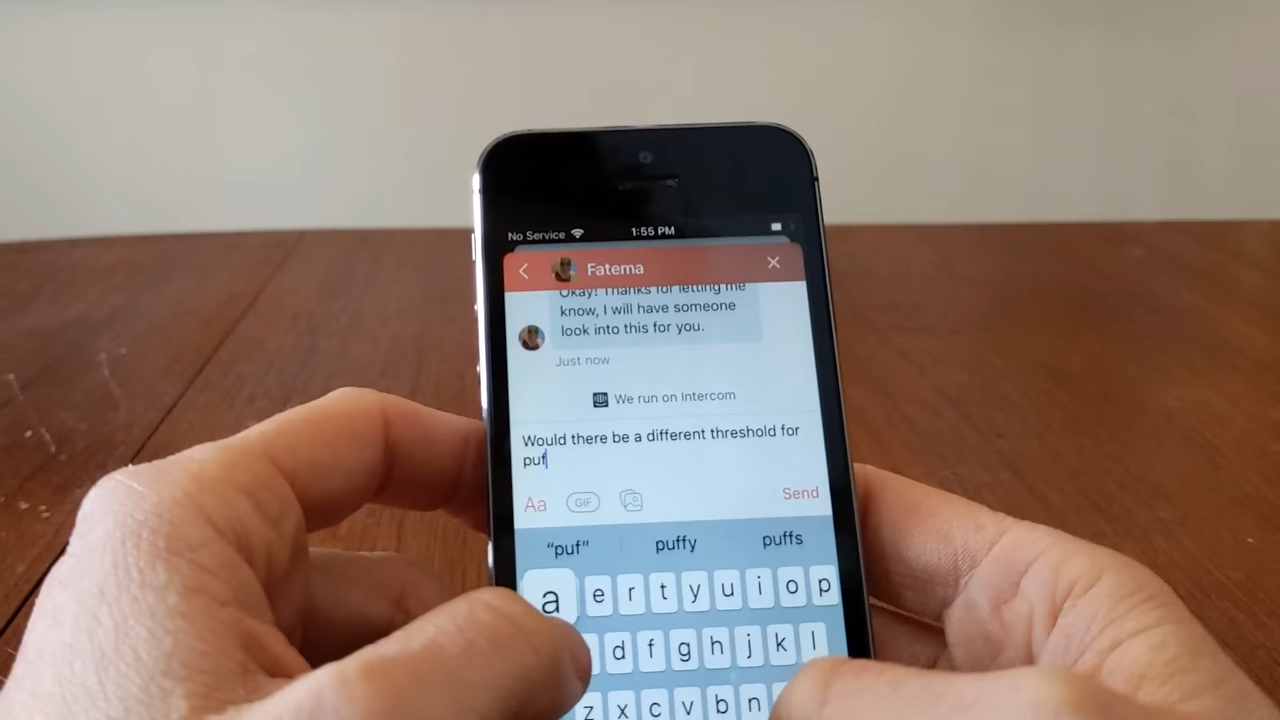 No Service
1:55 PM
Fatema
Okay! Thanks for letting me
know, I will have someone
look into this for you.
Just now
We run on Intercom
Would there be a different threshold for
puf
Aa
GIF
Send
“puf” puffy puffs
a e r t y u i o p
d f g h j k l
z x c v b n